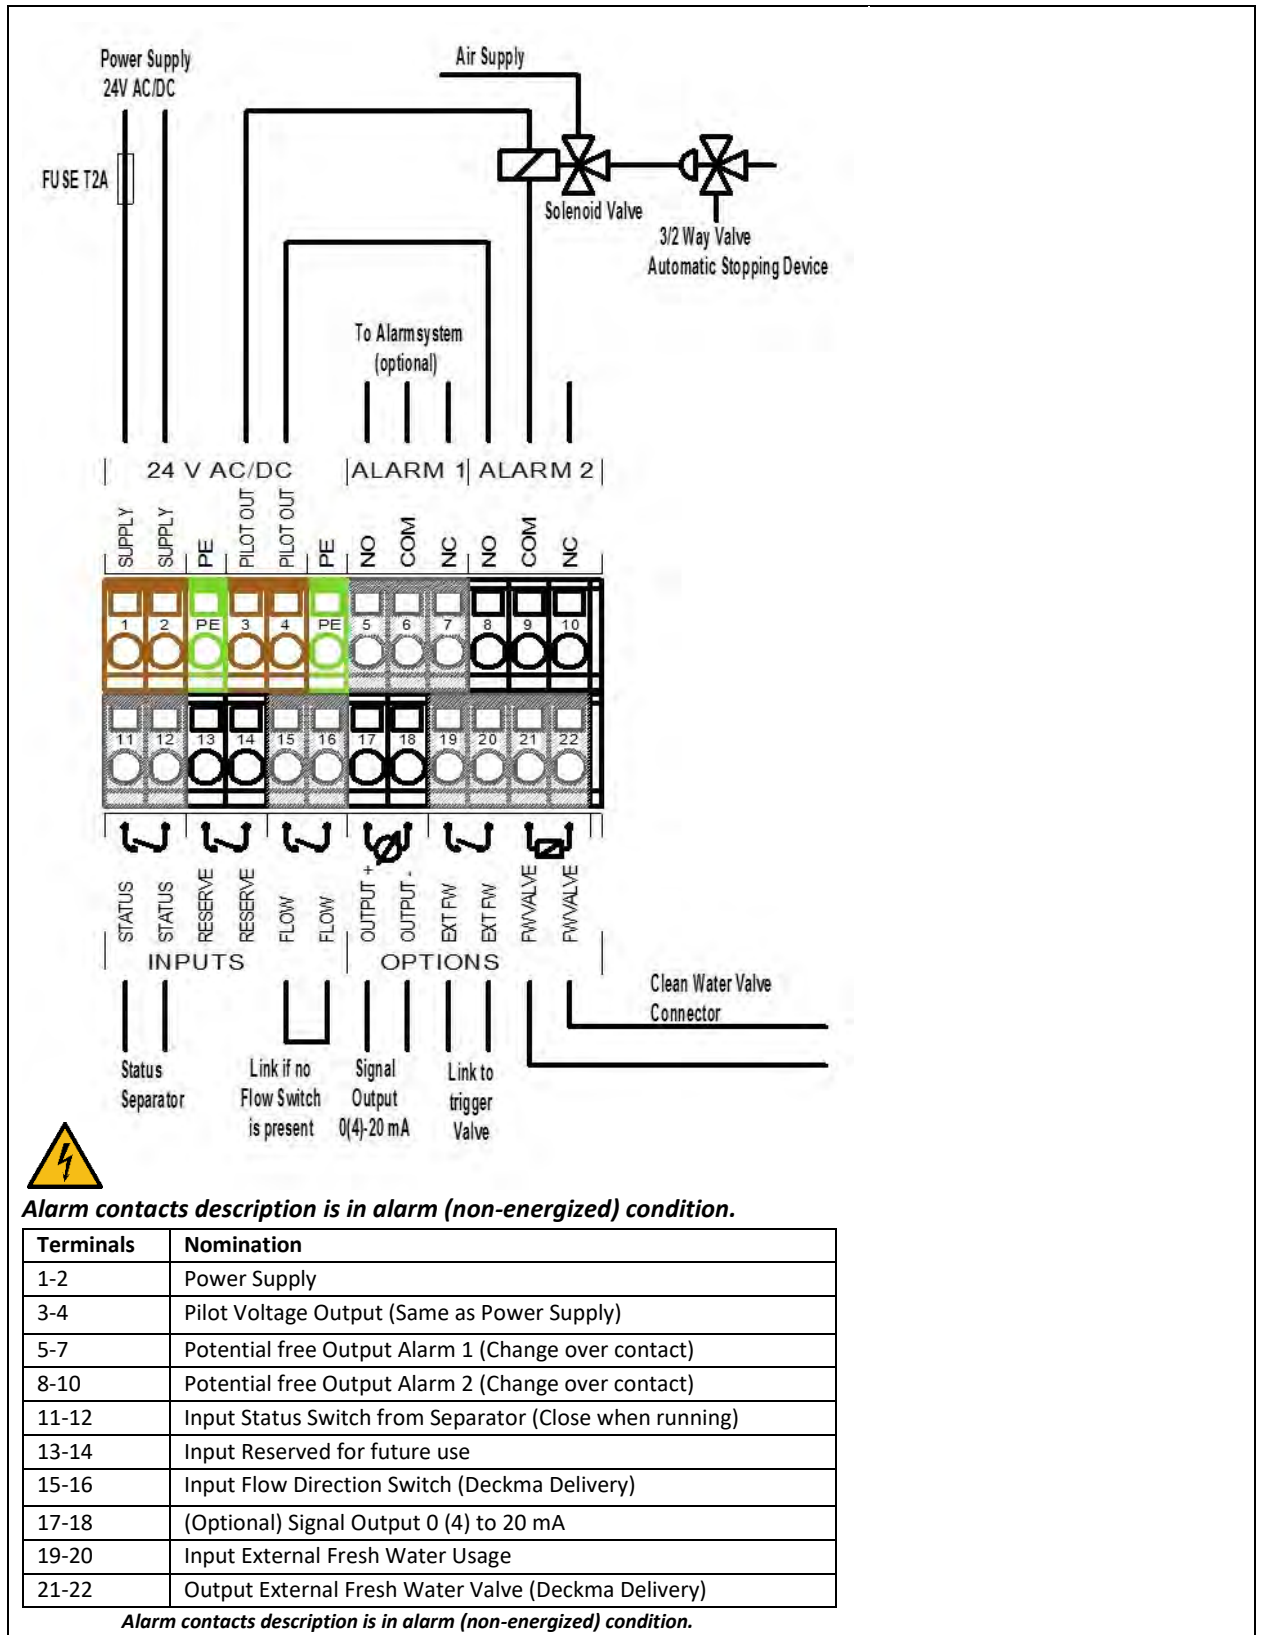 Power Supply
24V AC/DC
Air Supply
FUSE T2A
Solenoid Valve
3/2 Way Valve
Automatic Stopping Device
To Alarmsystem
(optional)
24 V AC/DC
ALARM 1
ALARM 2
SUPPLY
SUPPLY
PE
PILOT OUT
PILOT OUT
PE
NO
COM
NC
NO
COM
NC
1 2 PE 3 4 PE 5 6 7 8 9 10
11 12 13 14 15 16 17 18 19 20 21 22
STATUS
STATUS
RESERVE
RESERVE
FLOW
FLOW
OUTPUT +
OUTPUT -
EXT FW
EXT FW
FWVALVE
FWVALVE
INPUTS
OPTIONS
Clean Water Valve
Connector
Status
Separator
Link if no
Flow Switch
is present
Signal
Output
0(4)-20 mA
Link to
trigger
Valve
Alarm contacts description is in alarm (non-energized) condition.
Terminals Nomination
1-2 Power Supply
3-4 Pilot Voltage Output (Same as Power Supply)
5-7 Potential free Output Alarm 1 (Change over contact)
8-10 Potential free Output Alarm 2 (Change over contact)
11-12 Input Status Switch from Separator (Close when running)
13-14 Input Reserved for future use
15-16 Input Flow Direction Switch (Deckma Delivery)
17-18 (Optional) Signal Output 0 (4) to 20 mA
19-20 Input External Fresh Water Usage
21-22 Output External Fresh Water Valve (Deckma Delivery)
Alarm contacts description is in alarm (non-energized) condition.